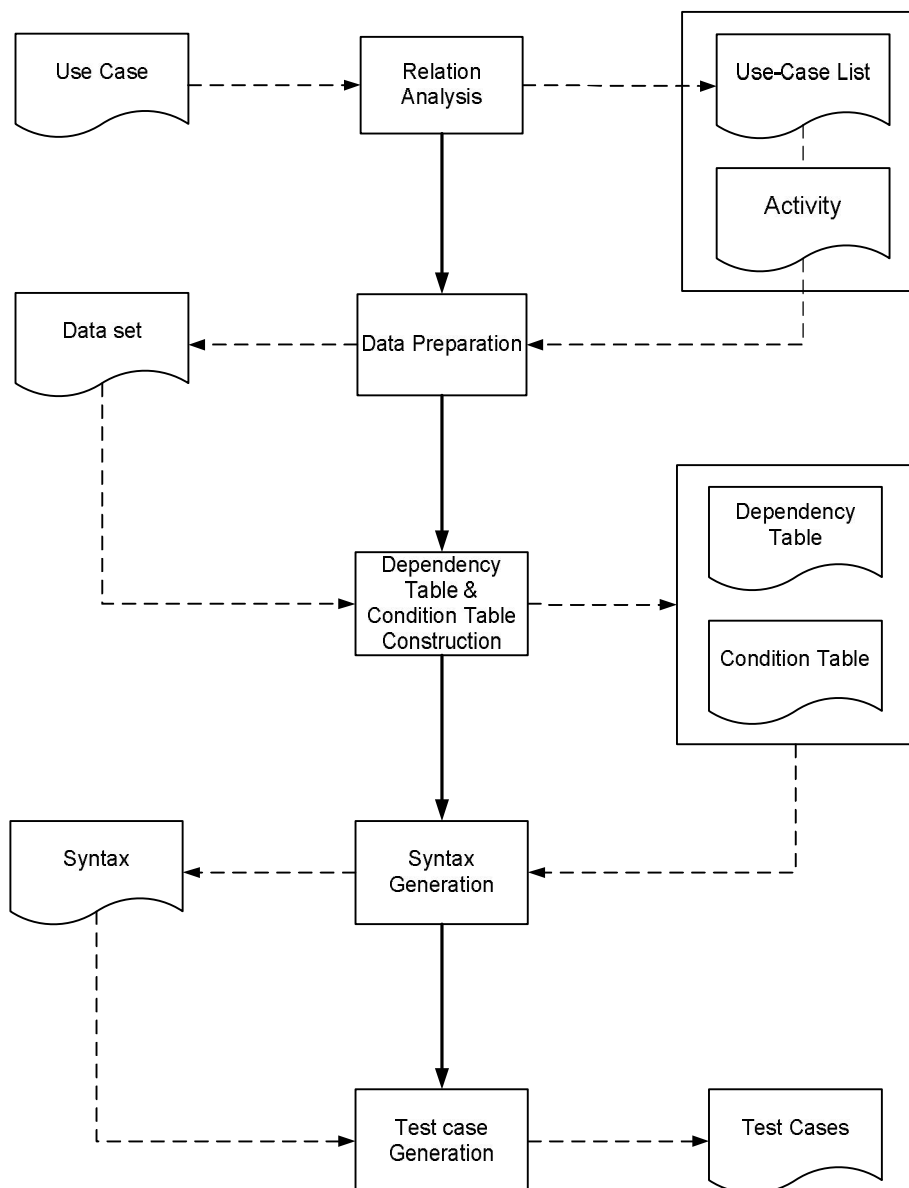 Use Case
Relation
Analysis
Use-Case List
Activity
Data set
Data Preparation
Dependency
Table &
Condition Table
Construction
Dependency
Table
Condition Table
Syntax
Syntax
Generation
Test case
Generation
Test Cases